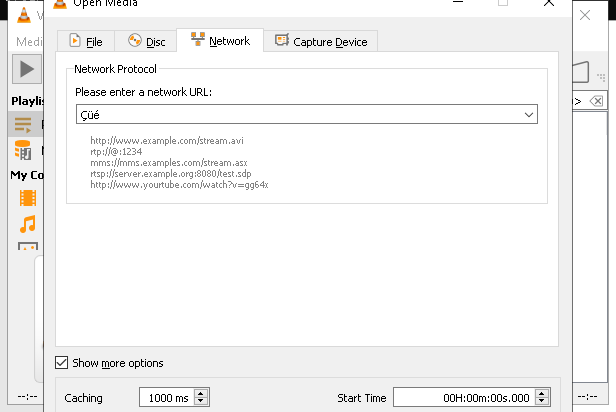 Open Media
V
Medi
File
Disc
Network
Capture Device
Network Protocol
Please enter a network URL:
Çüé
http://www.example.com/stream.avi
rtp://@:1234
mms://mms.examples.com/stream.asx
rtsp://server.example.org:8080/test.sdp
http://www.yourtube.com/watch?v=gg64x
Playlis
My Co
Show more options
Caching
1000 ms
Start Time
00H:00m:00s.000
--:--
--:--